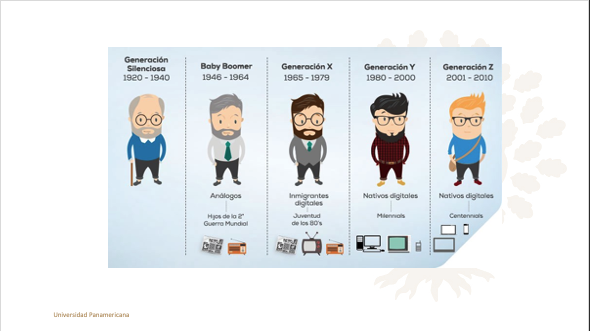 Generación
Silenciosa
1920 - 1940
Baby Boomer
1946 - 1964
Generación X
1965 - 1979
Generación Y
1980 - 2000
Generación Z
2001 - 2010
Análogos
Hijos de la 2ª
Guerra Mundial
Inmigrantes
digitales
Juventud
de los 80's
Nativos digitales
Milennials
Nativos digitales
Centennials
Universidad Panamericana